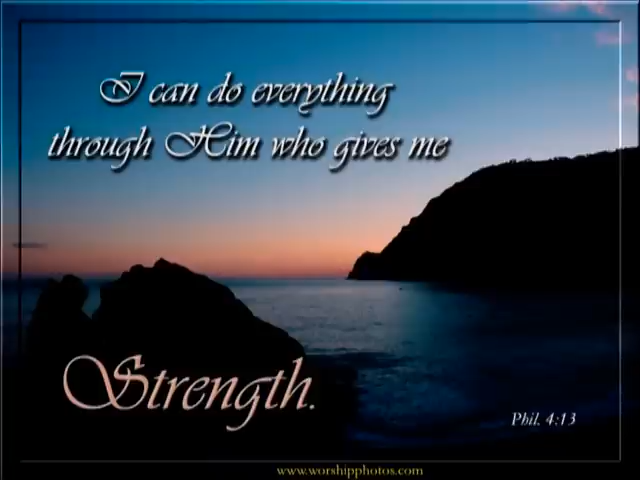 I can do everything
through Him who gives me
Strength.
Phil. 4:13
www.worshipphotos.com